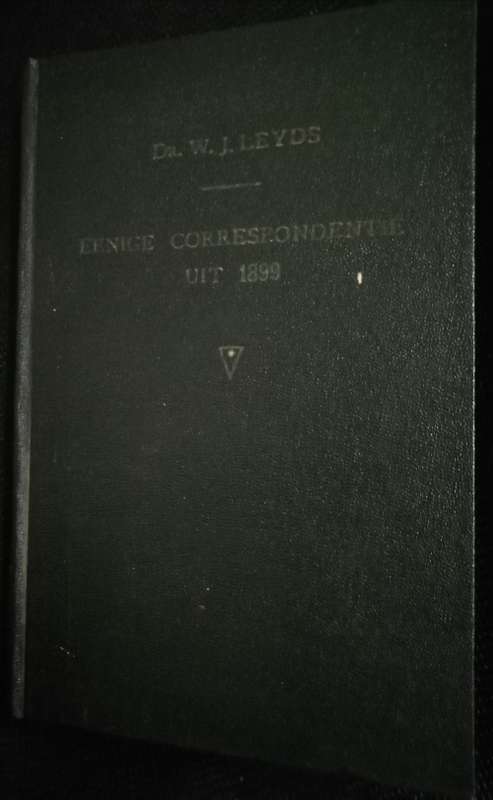 DR. W. J. LEYDS
EENIGE CORRESPONDENTIE
UIT 1899